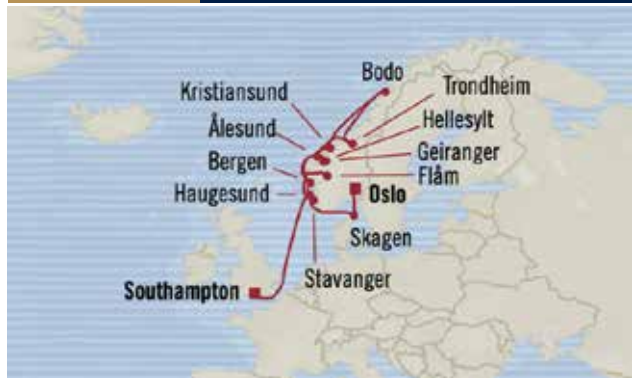 Bodo
Trondheim
Kristiansund
Hellesylt
Ålesund
Geiranger
Bergen
Flåm
Haugesund
Oslo
Skagen
Stavanger
Southampton